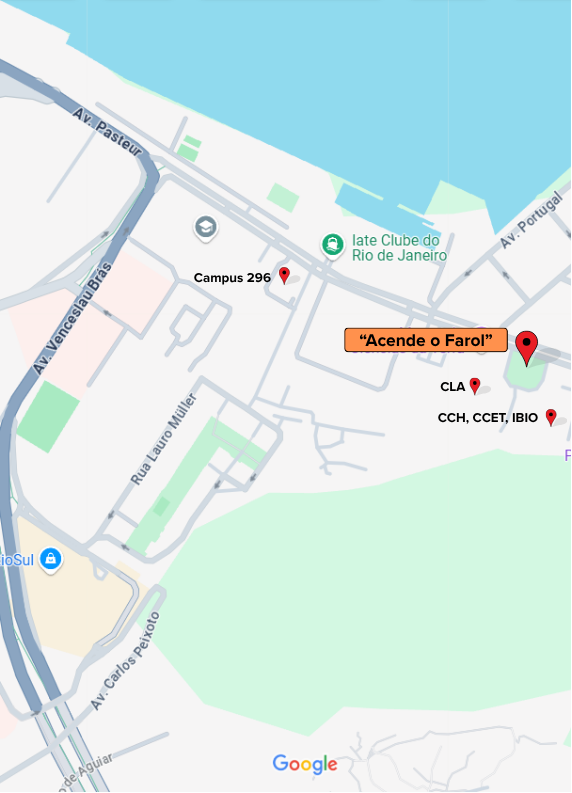 Av. Pasteur
Av. Portugal
Iate Clube do
Rio de Janeiro
Campus 296
Av. Venceslau Brás
“Acende o Farol”
CLA
CCH, CCET, IBIO
Rua Lauro Müller
P
ioSul
Av. Carlos Peixoto
o de Aguiar
Google